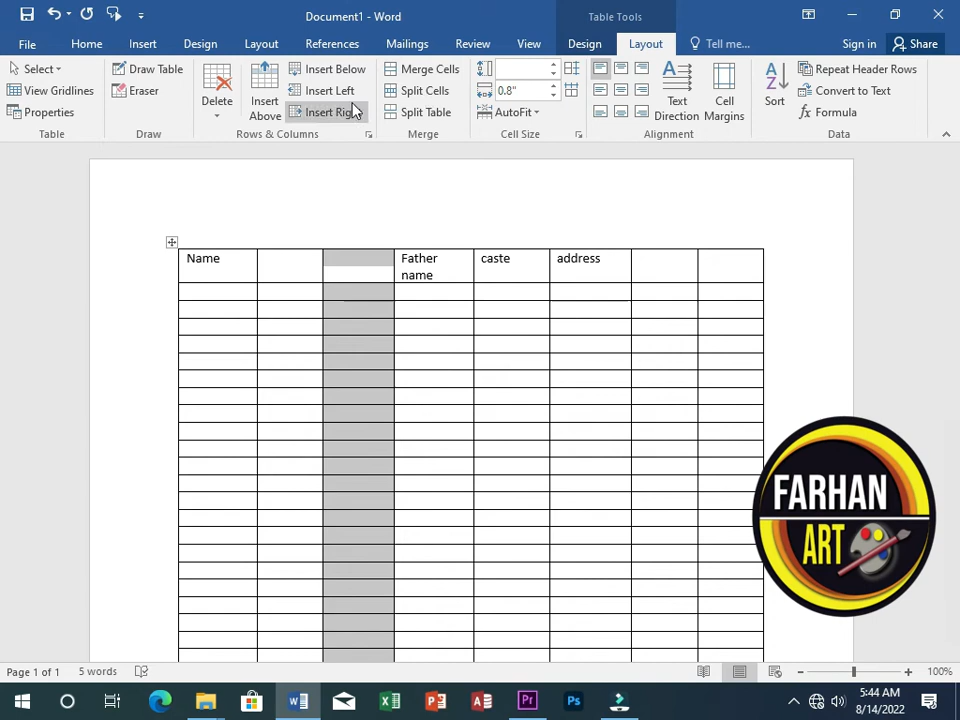 Document1 - Word
Table Tools
File
Home
Insert
Design
Layout
References
Mailings
Review
View
Design
Layout
Tell me...
Sign in
Share
Select
View Gridlines
Properties
Table
Draw Table
Eraser
Draw
Delete
Insert
Above
Insert Below
Insert Left
Insert Right
Rows & Columns
Merge Cells
Split Cells
Split Table
Merge
0.8"
AutoFit
Cell Size
Text
Direction
Cell
Margins
Alignment
Sort
Repeat Header Rows
Convert to Text
fx Formula
Data
Name
Father
name
caste
address
FARHAN
ART
Page 1 of 1
5 words
100%
Pr
Ps
5:44 AM
8/14/2022